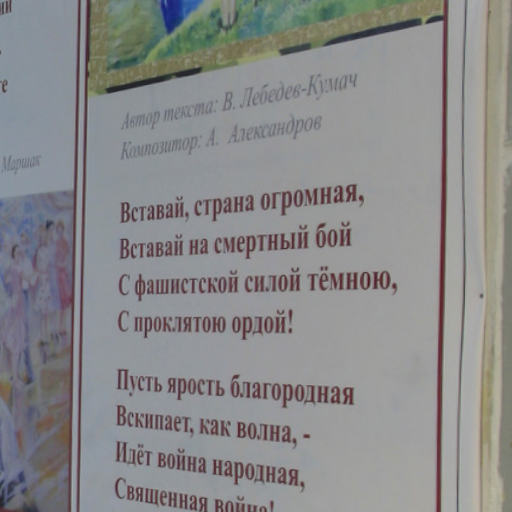 Маршак
Автор текста: В. Лебедев-Кумач
Композитор: А. Александров
Вставай, страна огромная,
Вставай на смертный бой
С фашистской силой тёмною,
С проклятою ордой!
Пусть ярость благородная
Вскипает, как волна, -
Идёт война народная,
Священная война!